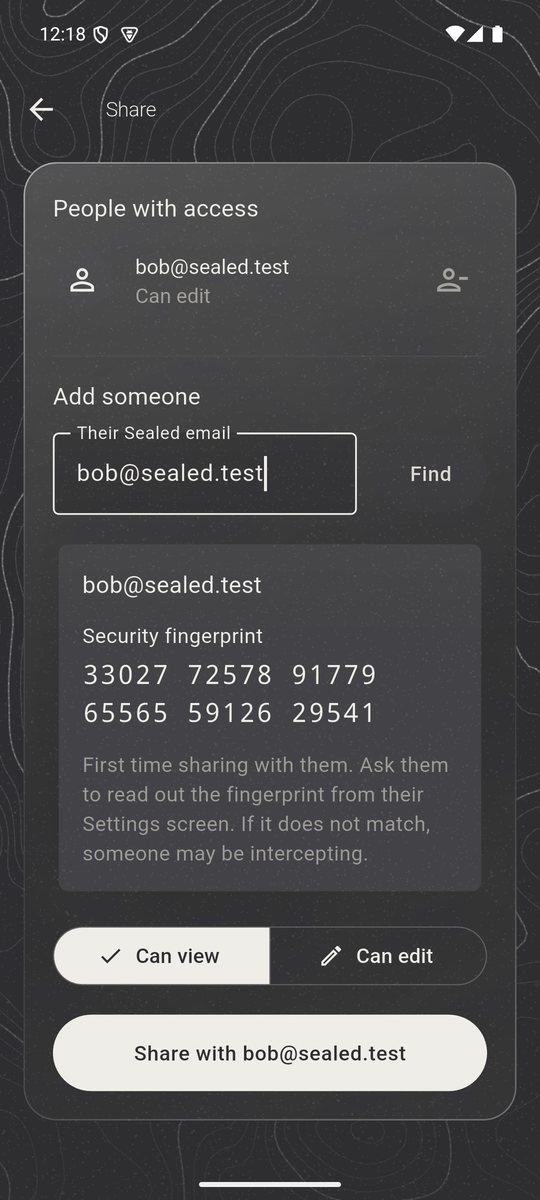 12:18
Share
People with access
bob@sealed.test
Can edit
Add someone
Their Sealed email
bob@sealed.test
Find
bob@sealed.test
Security fingerprint
33027 72578 91779
65565 59126 29541
First time sharing with them. Ask them
to read out the fingerprint from their
Settings screen. If it does not match,
someone may be intercepting.
Can view
Can edit
Share with bob@sealed.test